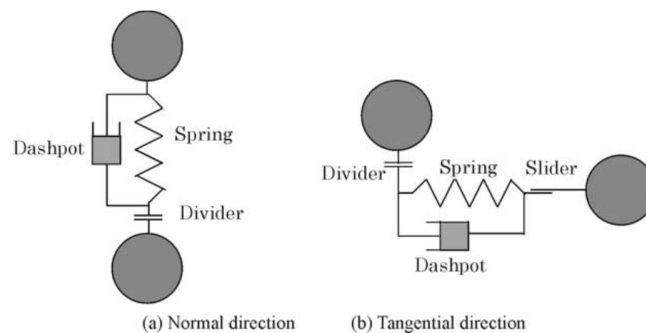 Spring
Dashpot
Divider
(a) Normal direction
Divider
Spring
Slider
Dashpot
(b) Tangential direction